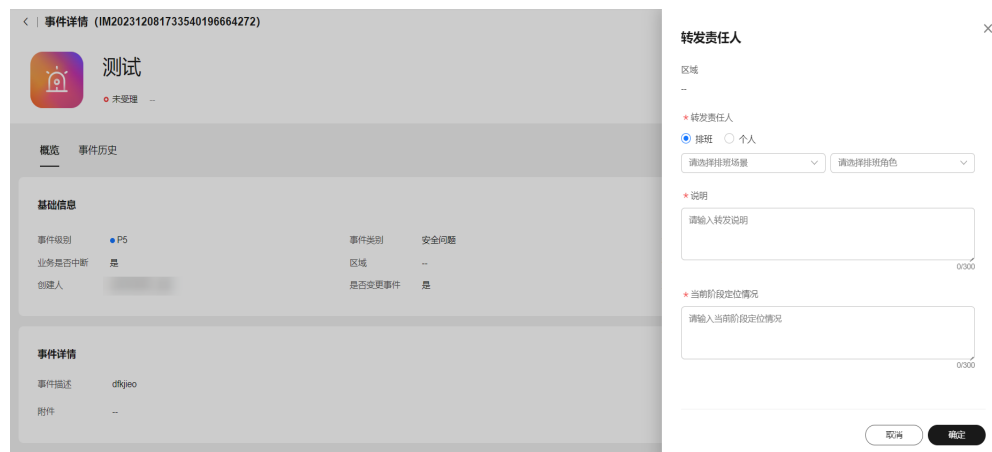 事件详情 (IM202312081733540196664272)
测试
未受理 --
概览 事件历史
基础信息
事件级别 P5 事件类别 安全问题
业务是否中断 是 区域 --
创建人 是否变更事件 是
事件详情
事件描述 dfkjieo
附件 --
转发责任人
区域
--
* 转发责任人
排班 个人
请选择排班场景 请选择排班角色
* 说明
请输入转发说明
0/300
* 当前阶段定位情况
请输入当前阶段定位情况
0/300
取消 确定